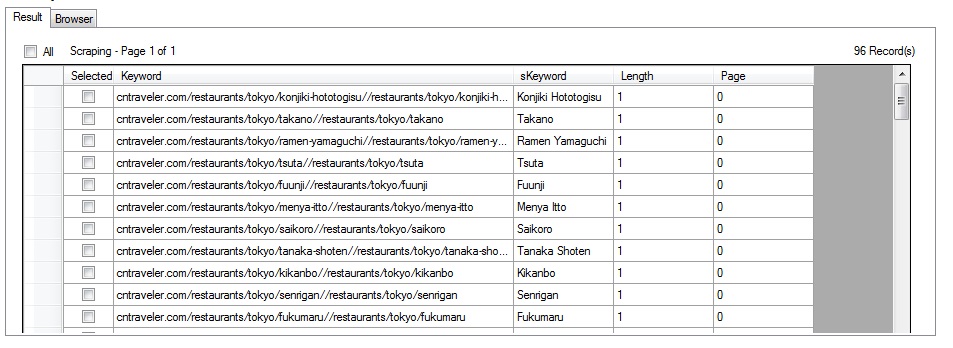 Result Browser
All Scraping - Page 1 of 1 96 Record(s)
Selected Keyword sKeyword Length Page
cntraveler.com/restaurants/tokyo/konjiki-hototogisu//restaurants/tokyo/konjiki-h... Konjiki Hototogisu 1 0
cntraveler.com/restaurants/tokyo/takano//restaurants/tokyo/takano Takano 1 0
cntraveler.com/restaurants/tokyo/ramen-yamaguchi//restaurants/tokyo/ramen-y... Ramen Yamaguchi 1 0
cntraveler.com/restaurants/tokyo/tsuta//restaurants/tokyo/tsuta Tsuta 1 0
cntraveler.com/restaurants/tokyo/fuunji//restaurants/tokyo/fuunji Fuunji 1 0
cntraveler.com/restaurants/tokyo/menya-itto//restaurants/tokyo/menya-itto Menya Itto 1 0
cntraveler.com/restaurants/tokyo/saikoro//restaurants/tokyo/saikoro Saikoro 1 0
cntraveler.com/restaurants/tokyo/tanaka-shoten//restaurants/tokyo/tanaka-sho... Tanaka Shoten 1 0
cntraveler.com/restaurants/tokyo/kikanbo//restaurants/tokyo/kikanbo Kikanbo 1 0
cntraveler.com/restaurants/tokyo/senrigan//restaurants/tokyo/senrigan Senrigan 1 0
cntraveler.com/restaurants/tokyo/fukumaru//restaurants/tokyo/fukumaru Fukumaru 1 0